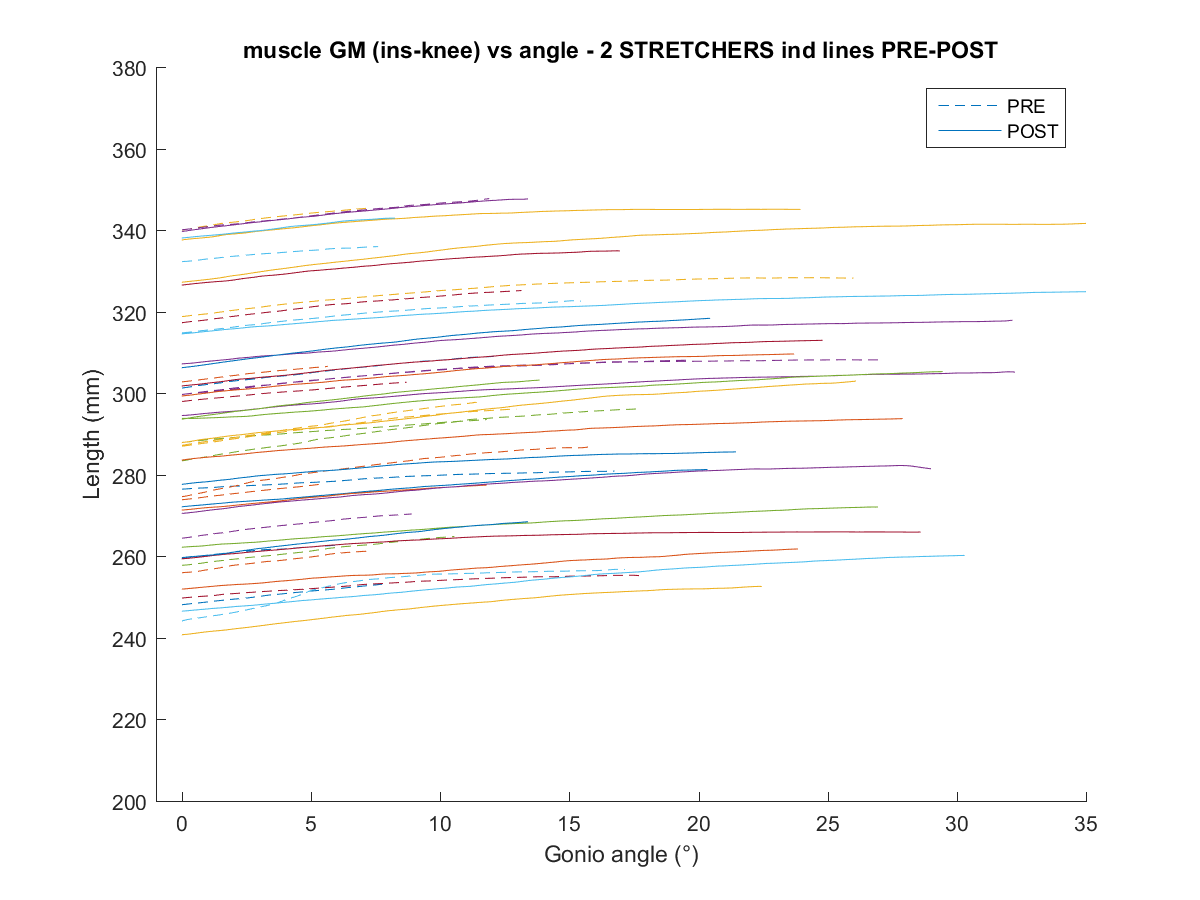 muscle GM (ins-knee) vs angle - 2 STRETCHERS ind lines PRE-POST
PRE
POST
380
360
340
320
300
280
260
240
220
200
Length (mm)
0 5 10 15 20 25 30 35
Gonio angle (°)